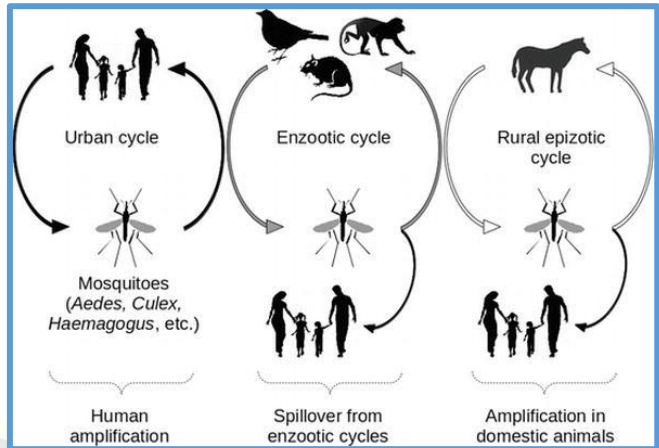 Urban cycle
Enzootic cycle
Rural epizotic
cycle
Mosquitoes
(Aedes, Culex,
Haemagogus, etc.)
Human
amplification
Spillover from
enzootic cycles
Amplification in
domestic animals